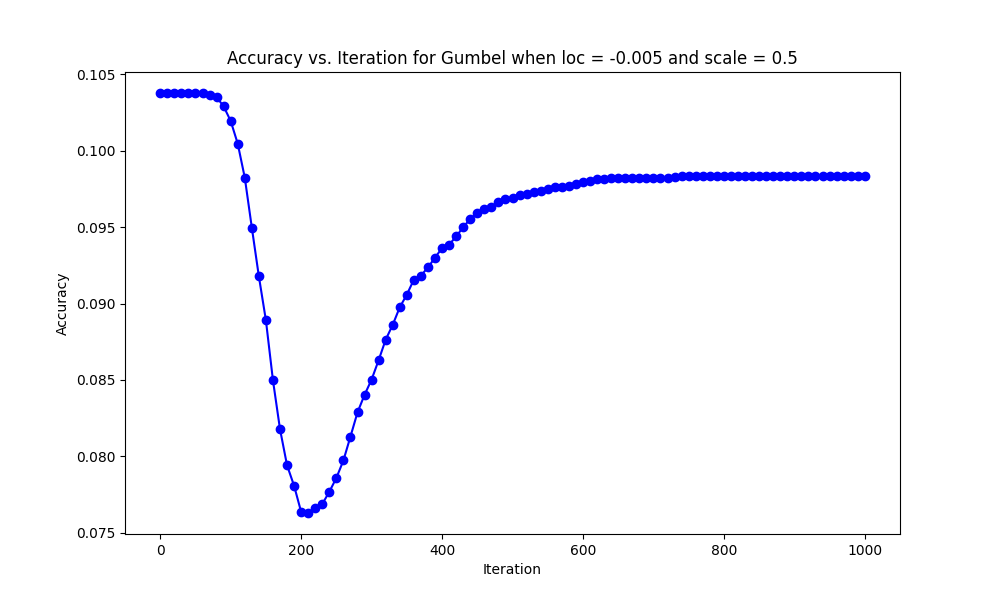 Accuracy vs. Iteration for Gumbel when loc = -0.005 and scale = 0.5
0.105
0.100
0.095
0.090
0.085
0.080
0.075
Accuracy
0 200 400 600 800 1000
Iteration